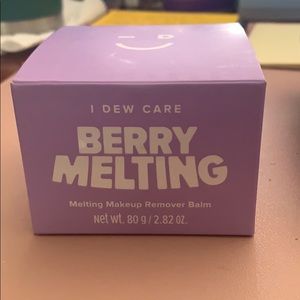 I DEW CARE
BERRY
MELTING
Melting Makeup Remover Balm
Net wt. 80 g / 2.82 oz.